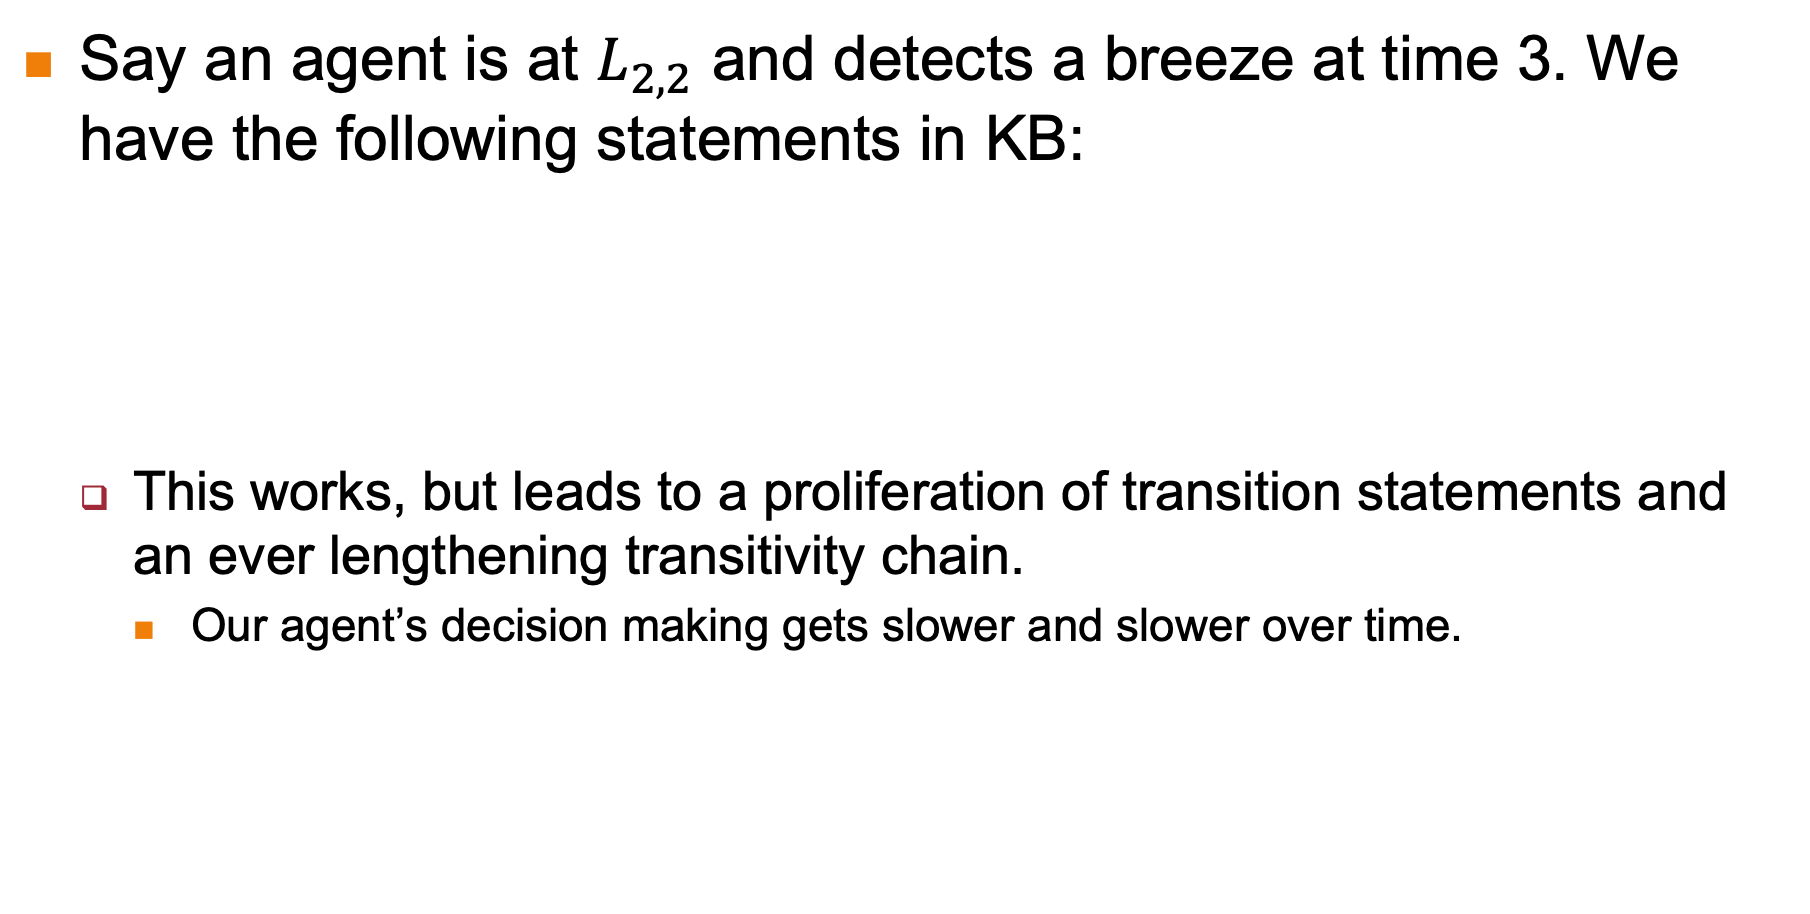 Say an agent is at L2,2 and detects a breeze at time 3. We
have the following statements in KB:
This works, but leads to a proliferation of transition statements and
an ever lengthening transitivity chain.
Our agent’s decision making gets slower and slower over time.